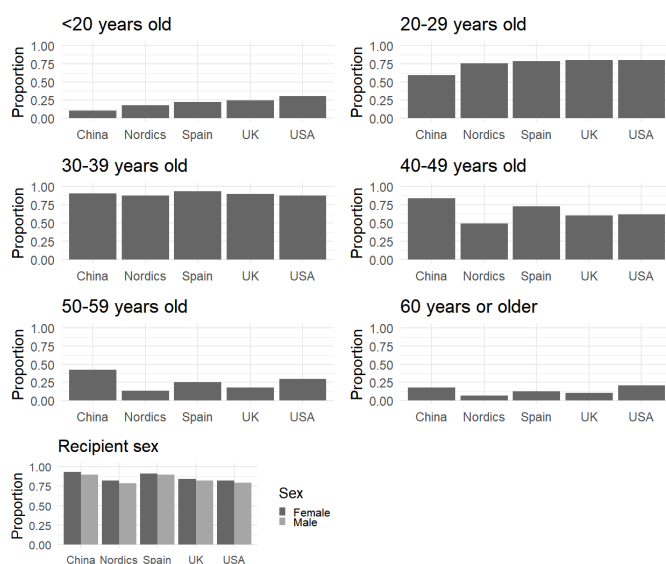 <20 years old
1.00
0.75
0.50
0.25
0.00
Proportion
China Nordics Spain UK USA
20-29 years old
1.00
0.75
0.50
0.25
0.00
Proportion
China Nordics Spain UK USA
30-39 years old
1.00
0.75
0.50
0.25
0.00
Proportion
China Nordics Spain UK USA
40-49 years old
1.00
0.75
0.50
0.25
0.00
Proportion
China Nordics Spain UK USA
50-59 years old
1.00
0.75
0.50
0.25
0.00
Proportion
China Nordics Spain UK USA
60 years or older
1.00
0.75
0.50
0.25
0.00
Proportion
China Nordics Spain UK USA
Recipient sex
1.00
0.75
0.50
0.25
0.00
Proportion
China Nordics Spain UK USA
Sex
Female
Male